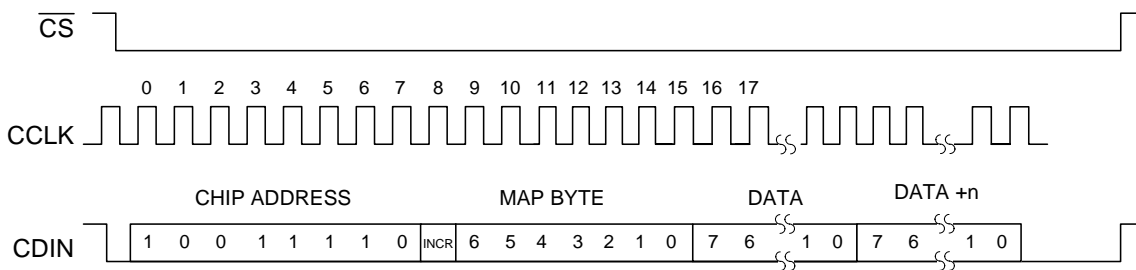 CS
0 1 2 3 4 5 6 7 8 9 10 11 12 13 14 15 16 17
CCLK
CHIP ADDRESS MAP BYTE DATA DATA +n
CDIN 1 0 0 1 1 1 1 0 INCR 6 5 4 3 2 1 0 7 6 1 0 7 6 1 0